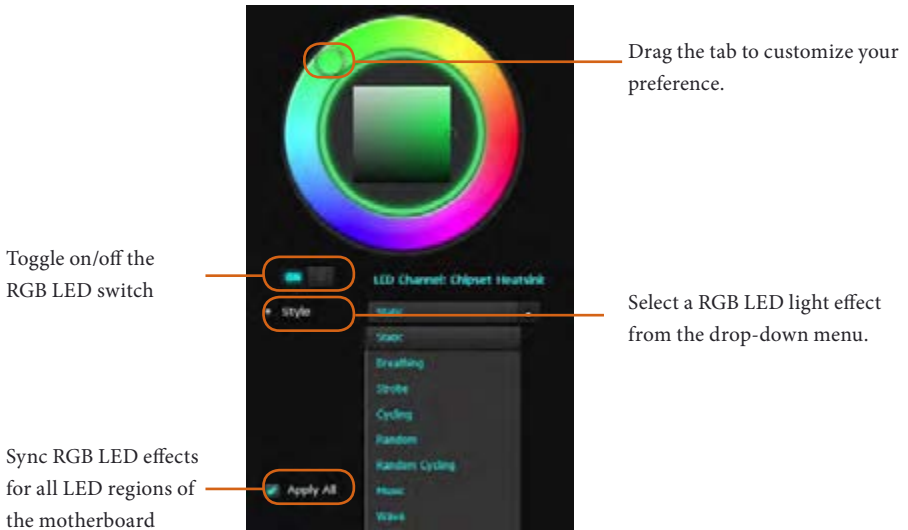 Drag the tab to customize your
preference.
Toggle on/off the
RGB LED switch
LED Channel: Chipset Heatsink
Style
Static
Select a RGB LED light effect
from the drop-down menu.
Static
Breathing
Strobe
Cycling
Random
Random Cycling
Sync RGB LED effects
for all LED regions of
the motherboard
Apply All
Music
Wave